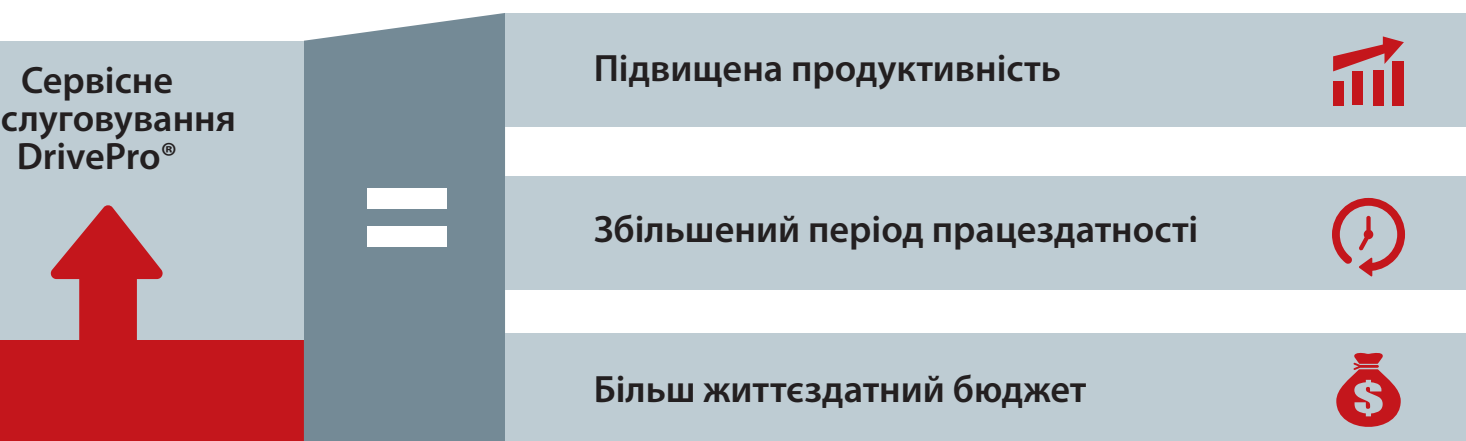 Сервісне
слуговування
DrivePro®
Підвищена продуктивність
Збільшений період працездатності
Більш життєздатний бюджет
$